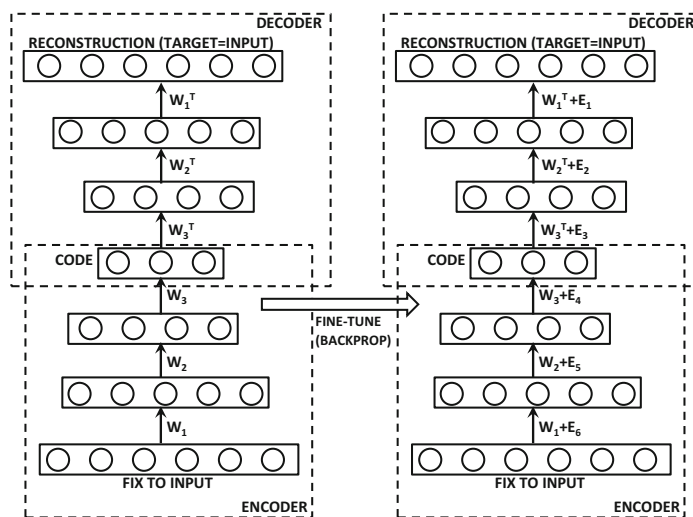 DECODER
RECONSTRUCTION (TARGET=INPUT)
W₁ᵀ
W₂ᵀ
W₃ᵀ
CODE
W₃
W₂
W₁
FIX TO INPUT
ENCODER
FINE-TUNE
(BACKPROP)
DECODER
RECONSTRUCTION (TARGET=INPUT)
W₁ᵀ+E₁
W₂ᵀ+E₂
W₃ᵀ+E₃
CODE
W₃+E₄
W₂+E₅
W₁+E₆
FIX TO INPUT
ENCODER